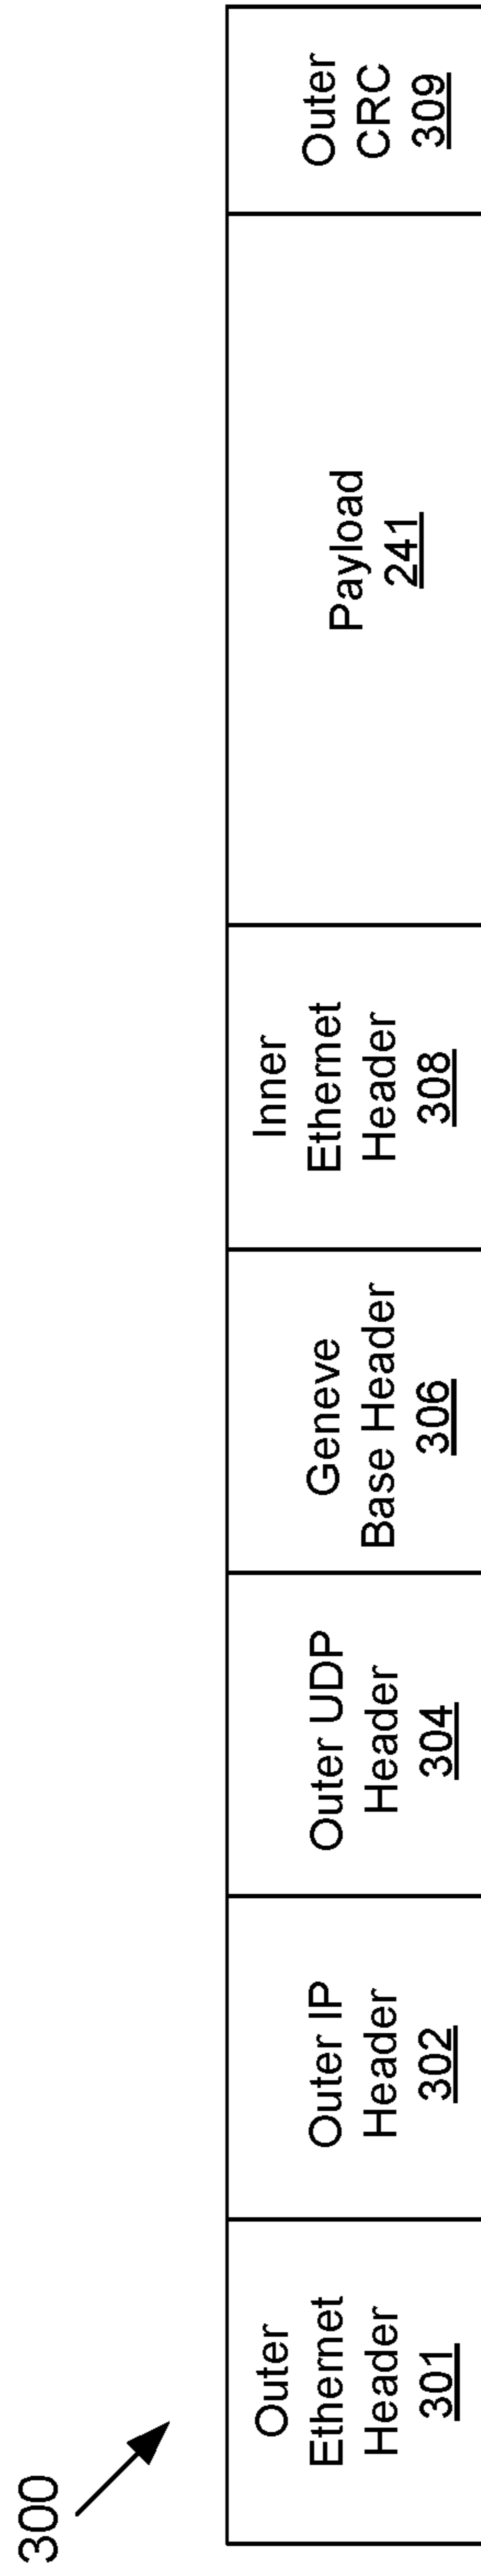 300
Outer
Ethernet
Header
301
Outer IP
Header
302
Outer UDP
Header
304
Geneve
Base Header
306
Inner
Ethernet
Header
308
Payload
241
Outer
CRC
309